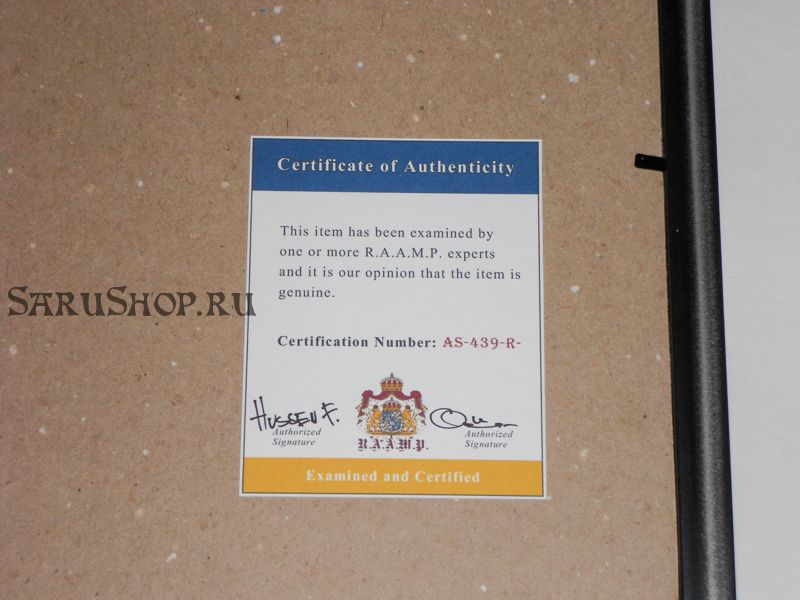 Certificate of Authenticity
This item has been examined by
one or more R.A.A.M.P. experts
and it is our opinion that the item is
genuine.
SaruShop.ru
Certification Number: AS-439-R-
Hussen F.
Authorized
Signature
R.A.A.M.P.
Authorized
Signature
Examined and Certified